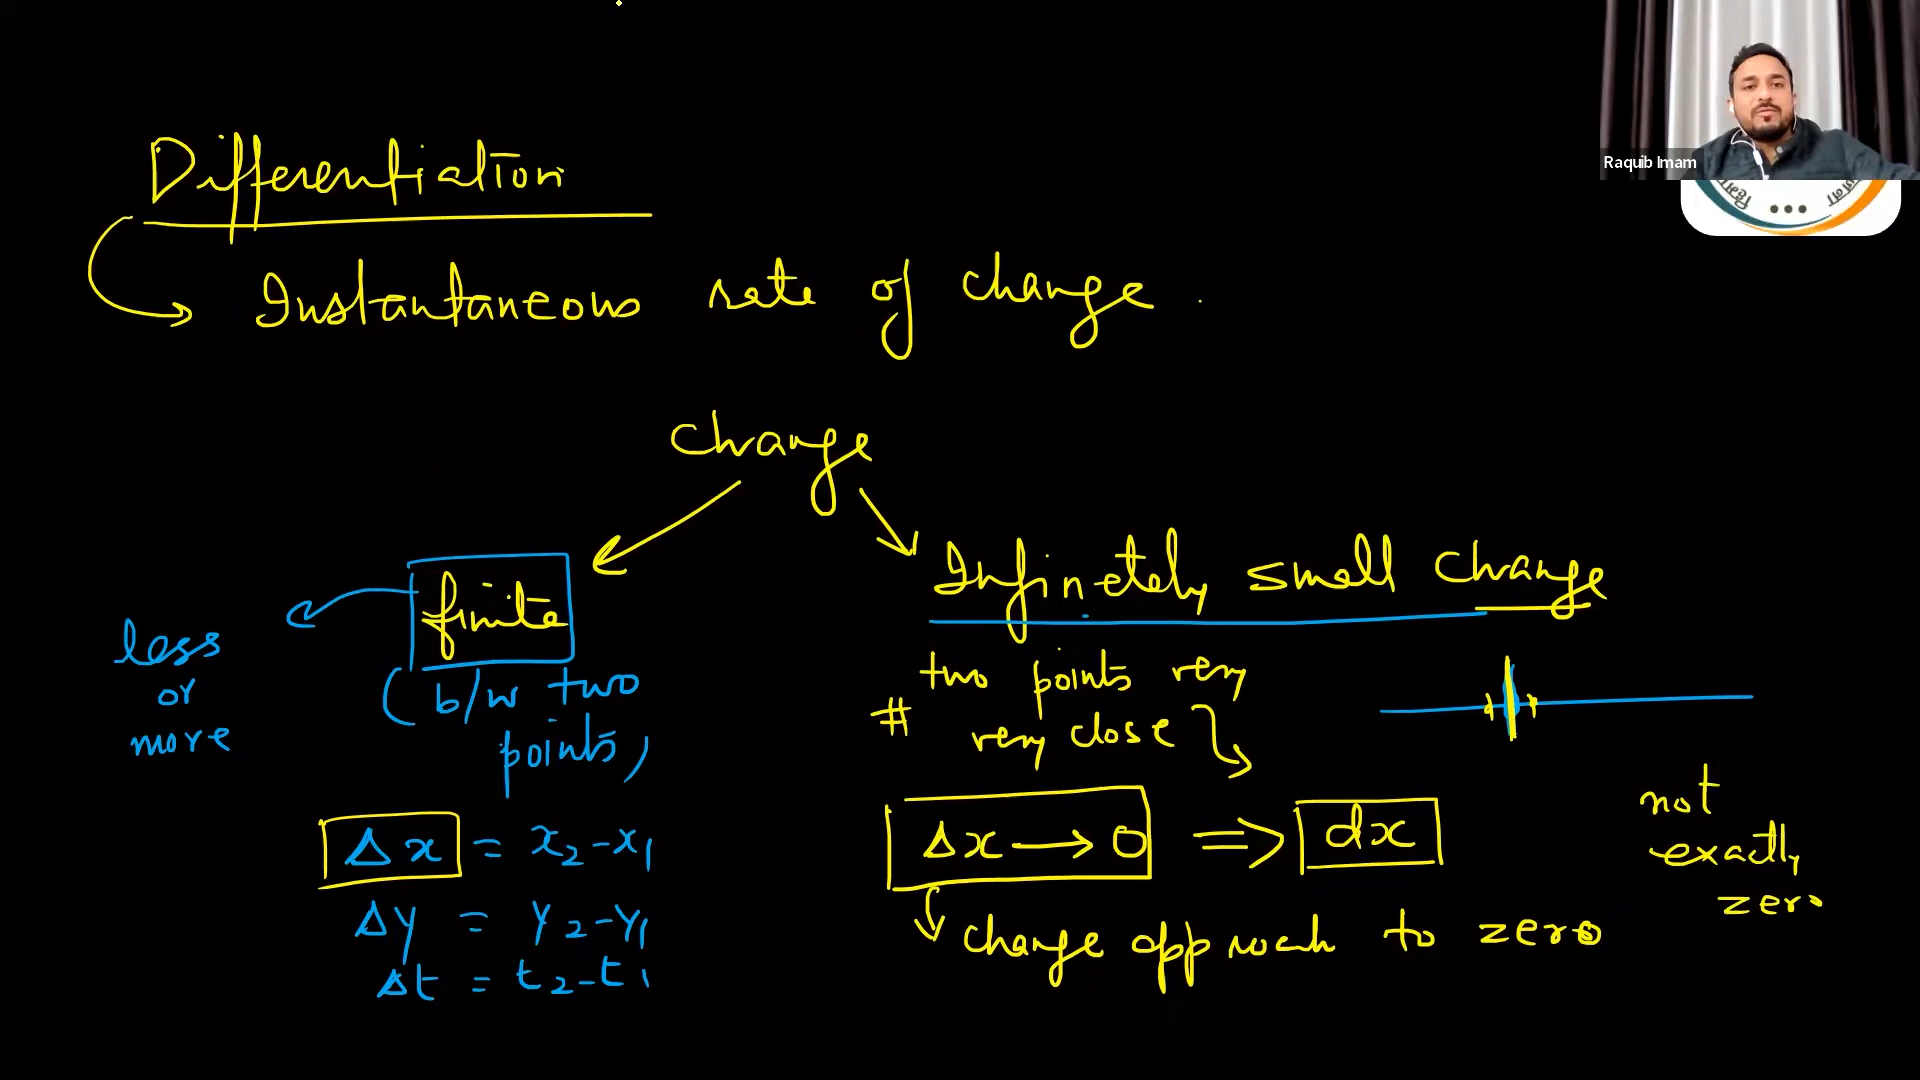 Raquib Imam
Differentiation
Instantaneous rate of change.
change
finite
less
or
more
( b/w two
points)
Δx = x₂-x₁
Δy = y₂-y₁
Δt = t₂-t₁
Infinetely small change
# two points very
very close
Δx → 0 => dx
change approach to zero
not
exactly
zero